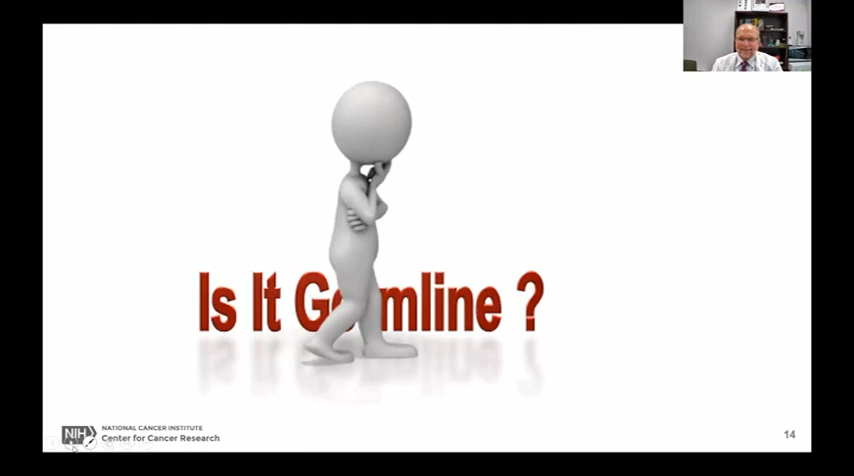 Is It Germline ?
NIH
NATIONAL CANCER INSTITUTE
Center for Cancer Research
14